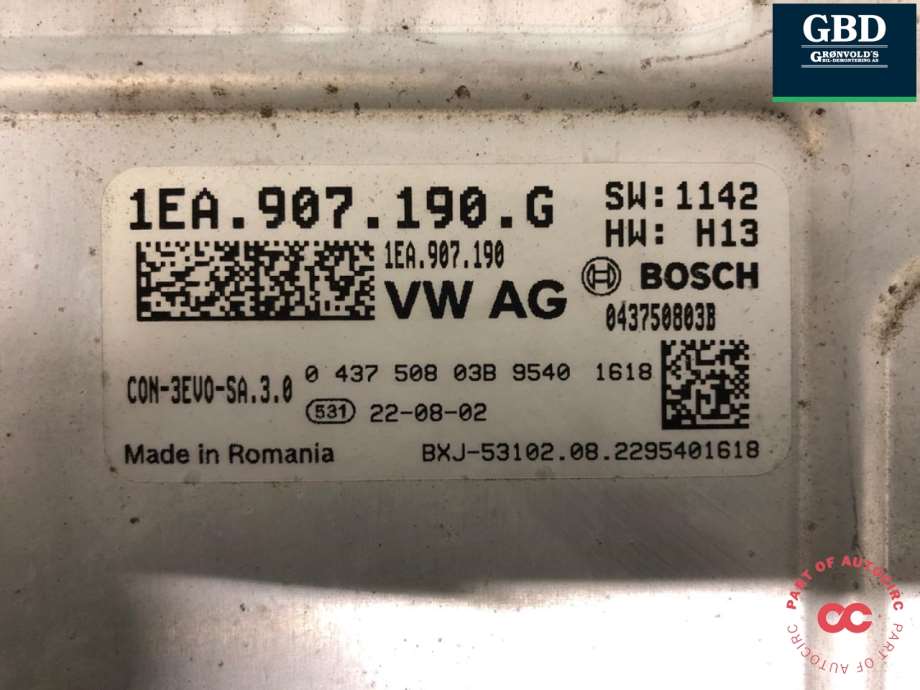 GBD
GRØNVOLD'S
BIL-DEMONTERING AS
1EA.907.190.G
SW:1142
HW: H13
1EA.907.190
VW AG
BOSCH
043750803B
CON-3EVO-SA.3.0
0 437 508 03B 9540 1618
531 22-08-02
Made in Romania
BXJ-53102.08.2295401618
PART OF AUTOCIRC
PART OF AUTOCIRC